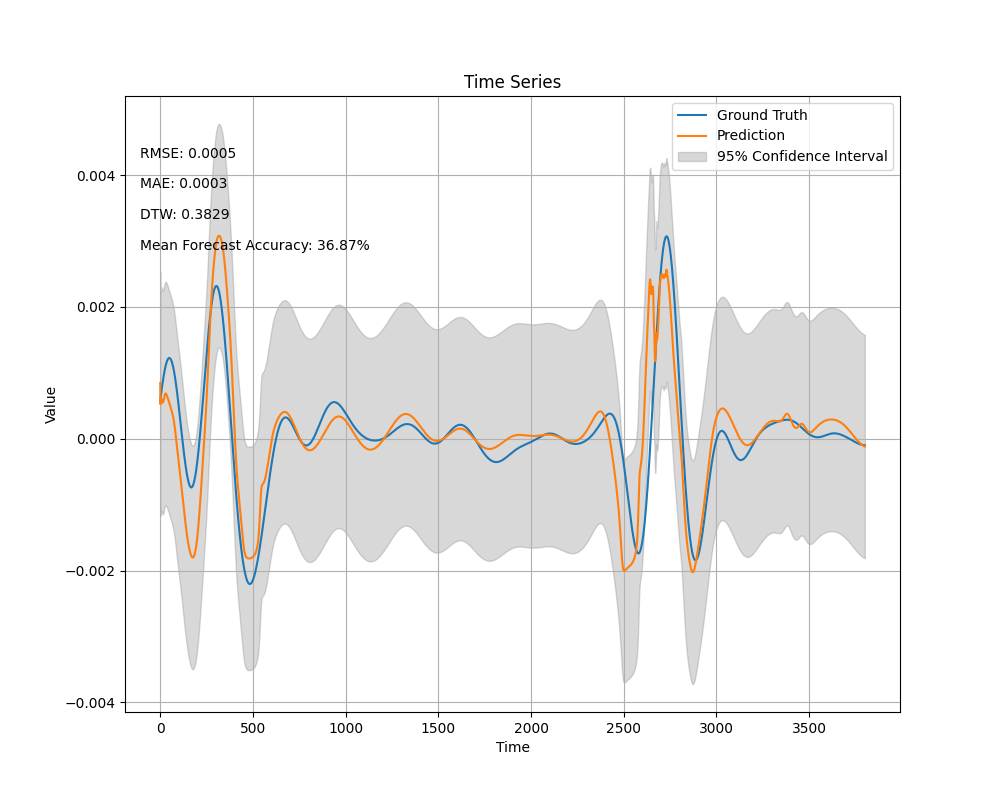 Time Series
Ground Truth
Prediction
95% Confidence Interval
RMSE: 0.0005
MAE: 0.0003
DTW: 0.3829
Mean Forecast Accuracy: 36.87%
Value
0.004
0.002
0.000
−0.002
−0.004
0 500 1000 1500 2000 2500 3000 3500
Time